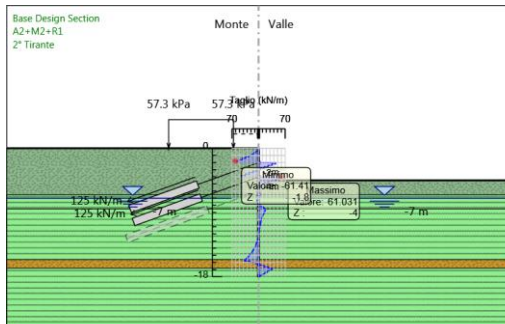 Base Design Section
A2+M2+R1
2° Tirante
Monte Valle
57.3 kPa 57.3 kPa
Taglio (kN/m)
70 70
0
Minimo
Valore: -61.41
Z : -1.8
Massimo
Valore: 61.031
Z : -4
125 kN/m
125 kN/m
-7 m
-7 m
-18